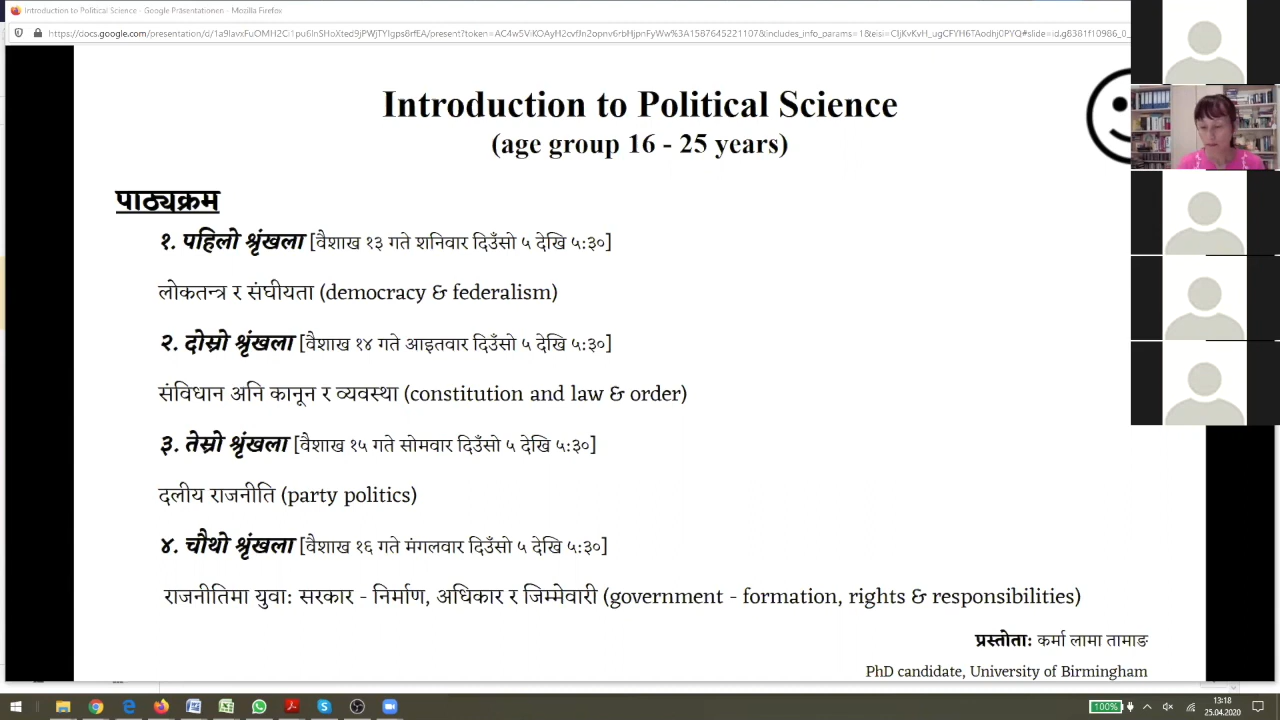 Introduction to Political Science - Google Präsentationen - Mozilla Firefox
Introduction to Political Science
(age group 16 - 25 years)
पाठ्यक्रम
१. पहिलो श्रृंखला [वैशाख १३ गते शनिवार दिउँसो ५ देखि ५:३०]
लोकतन्त्र र संघीयता (democracy & federalism)
२. दोस्रो श्रृंखला [वैशाख १४ गते आइतवार दिउँसो ५ देखि ५:३०]
संविधान अनि कानून र व्यवस्था (constitution and law & order)
३. तेस्रो श्रृंखला [वैशाख १५ गते सोमवार दिउँसो ५ देखि ५:३०]
दलीय राजनीति (party politics)
४. चौथो श्रृंखला [वैशाख १६ गते मंगलवार दिउँसो ५ देखि ५:३०]
राजनीतिमा युवा: सरकार - निर्माण, अधिकार र जिम्मेवारी (government - formation, rights & responsibilities)
प्रस्तोता: कर्मा लामा तामाङ
PhD candidate, University of Birmingham
100%
13:18
25.04.2020